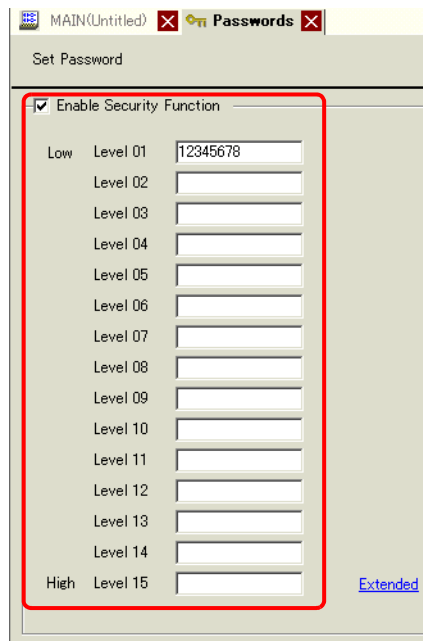 MAIN(Untitled) Passwords
Set Password
Enable Security Function
Low Level 01 12345678
Level 02
Level 03
Level 04
Level 05
Level 06
Level 07
Level 08
Level 09
Level 10
Level 11
Level 12
Level 13
Level 14
High Level 15 Extended